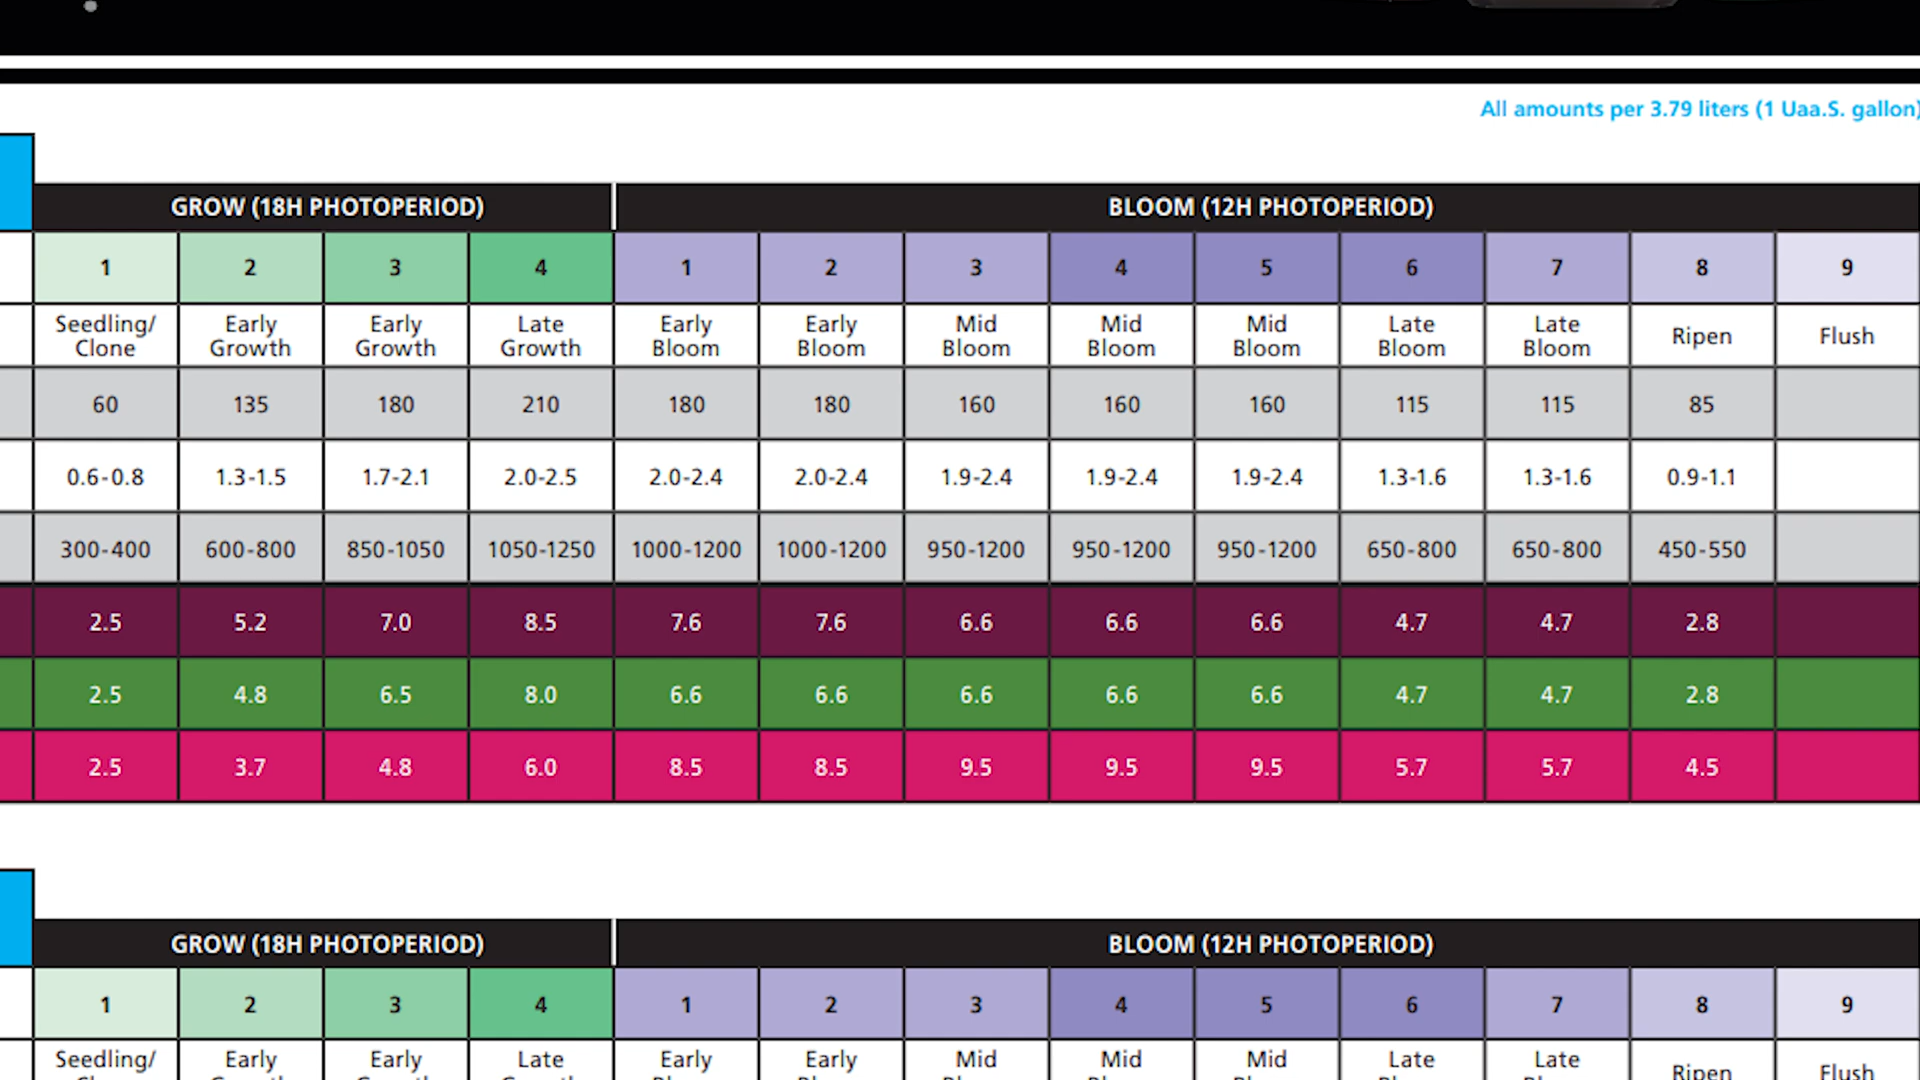 All amounts per 3.79 liters (1 Uaa.S. gallon)
GROW (18H PHOTOPERIOD) BLOOM (12H PHOTOPERIOD)
1 2 3 4 1 2 3 4 5 6 7 8 9
Seedling/ Early Early Late Early Early Mid Mid Mid Late Late Ripen Flush
Clone Growth Growth Growth Bloom Bloom Bloom Bloom Bloom Bloom Bloom
60 135 180 210 180 180 160 160 160 115 115 85
0.6-0.8 1.3-1.5 1.7-2.1 2.0-2.5 2.0-2.4 2.0-2.4 1.9-2.4 1.9-2.4 1.9-2.4 1.3-1.6 1.3-1.6 0.9-1.1
300-400 600-800 850-1050 1050-1250 1000-1200 1000-1200 950-1200 950-1200 950-1200 650-800 650-800 450-550
2.5 5.2 7.0 8.5 7.6 7.6 6.6 6.6 6.6 4.7 4.7 2.8
2.5 4.8 6.5 8.0 6.6 6.6 6.6 6.6 6.6 4.7 4.7 2.8
2.5 3.7 4.8 6.0 8.5 8.5 9.5 9.5 9.5 5.7 5.7 4.5
GROW (18H PHOTOPERIOD) BLOOM (12H PHOTOPERIOD)
1 2 3 4 1 2 3 4 5 6 7 8 9
Seedling/ Early Early Late Early Early Mid Mid Mid Late Late Ripen Flush